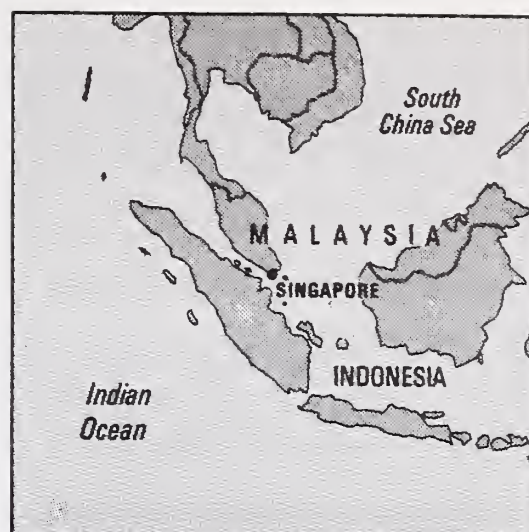 South
China Sea
MALAYSIA
SINGAPORE
INDONESIA
Indian
Ocean